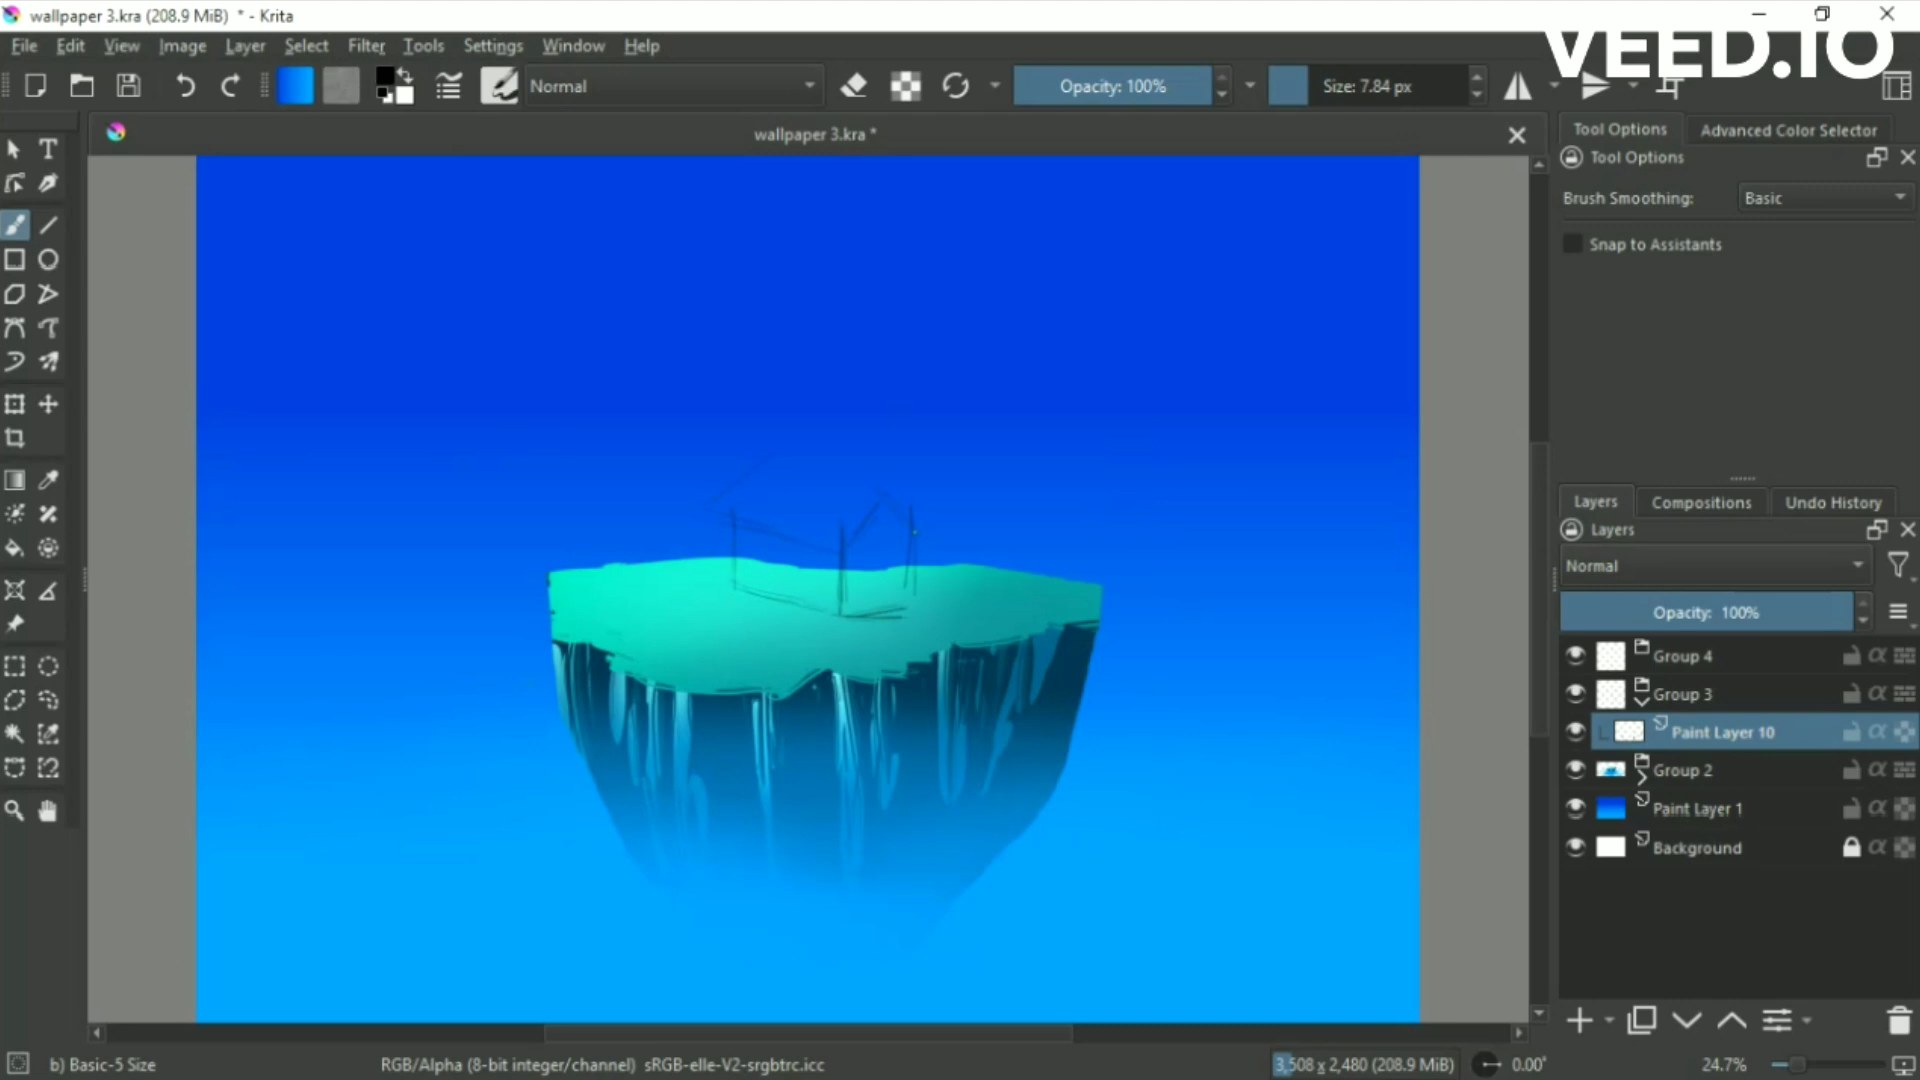 wallpaper 3.kra (208.9 MiB) * - Krita
VEED.IO
File Edit View Image Layer Select Filter Tools Settings Window Help
Normal Opacity: 100% Size: 7.84 px
wallpaper 3.kra *
Tool Options Advanced Color Selector
Tool Options
Brush Smoothing: Basic
Snap to Assistants
Layers Compositions Undo History
Layers
Normal
Opacity: 100%
Group 4
Group 3
Paint Layer 10
Group 2
Paint Layer 1
Background
b) Basic-5 Size RGB/Alpha (8-bit integer/channel) sRGB-elle-V2-srgbtrc.icc 3,508 x 2,480 (208.9 MiB) 0.00° 24.7%